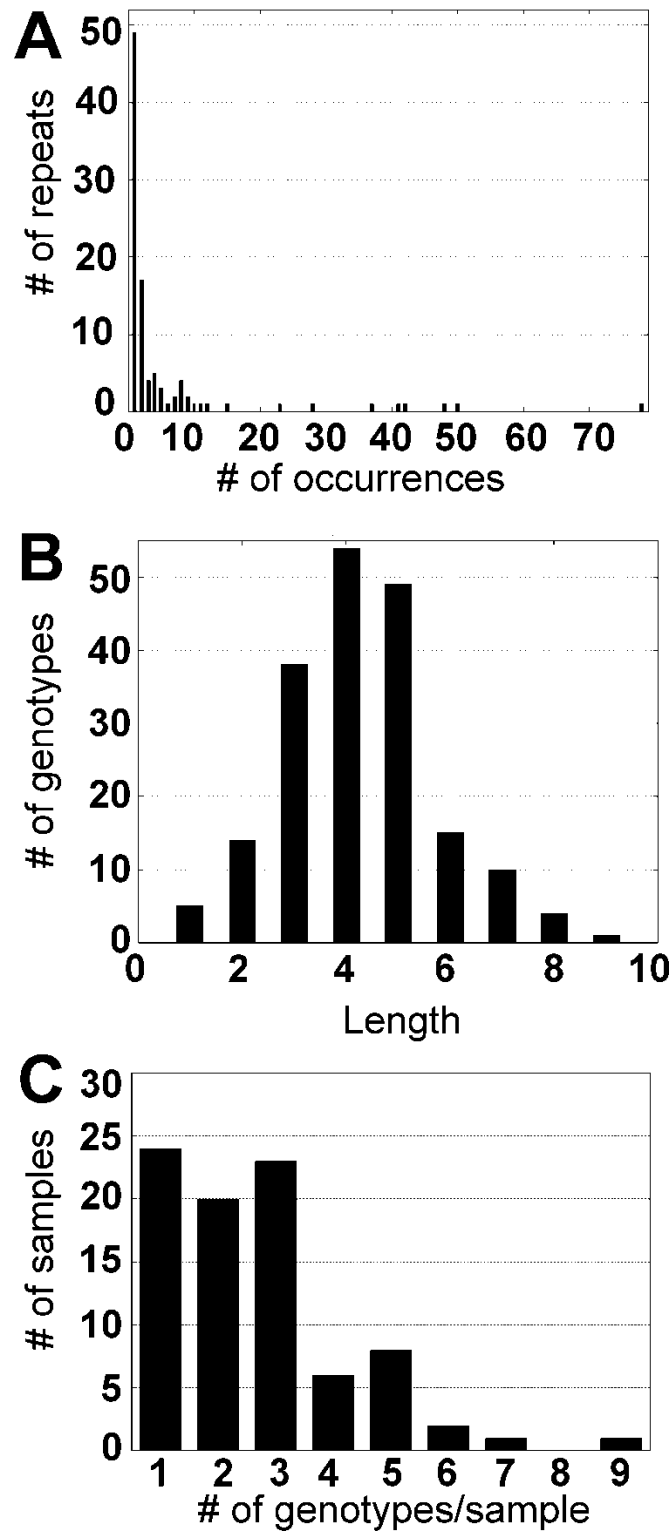 A
50
40
30
20
10
0
# of repeats
0 10 20 30 40 50 60 70
# of occurrences
B
50
40
30
20
10
0
# of genotypes
0 2 4 6 8 10
Length
C
30
25
20
15
10
5
0
# of samples
1 2 3 4 5 6 7 8 9
# of genotypes/sample